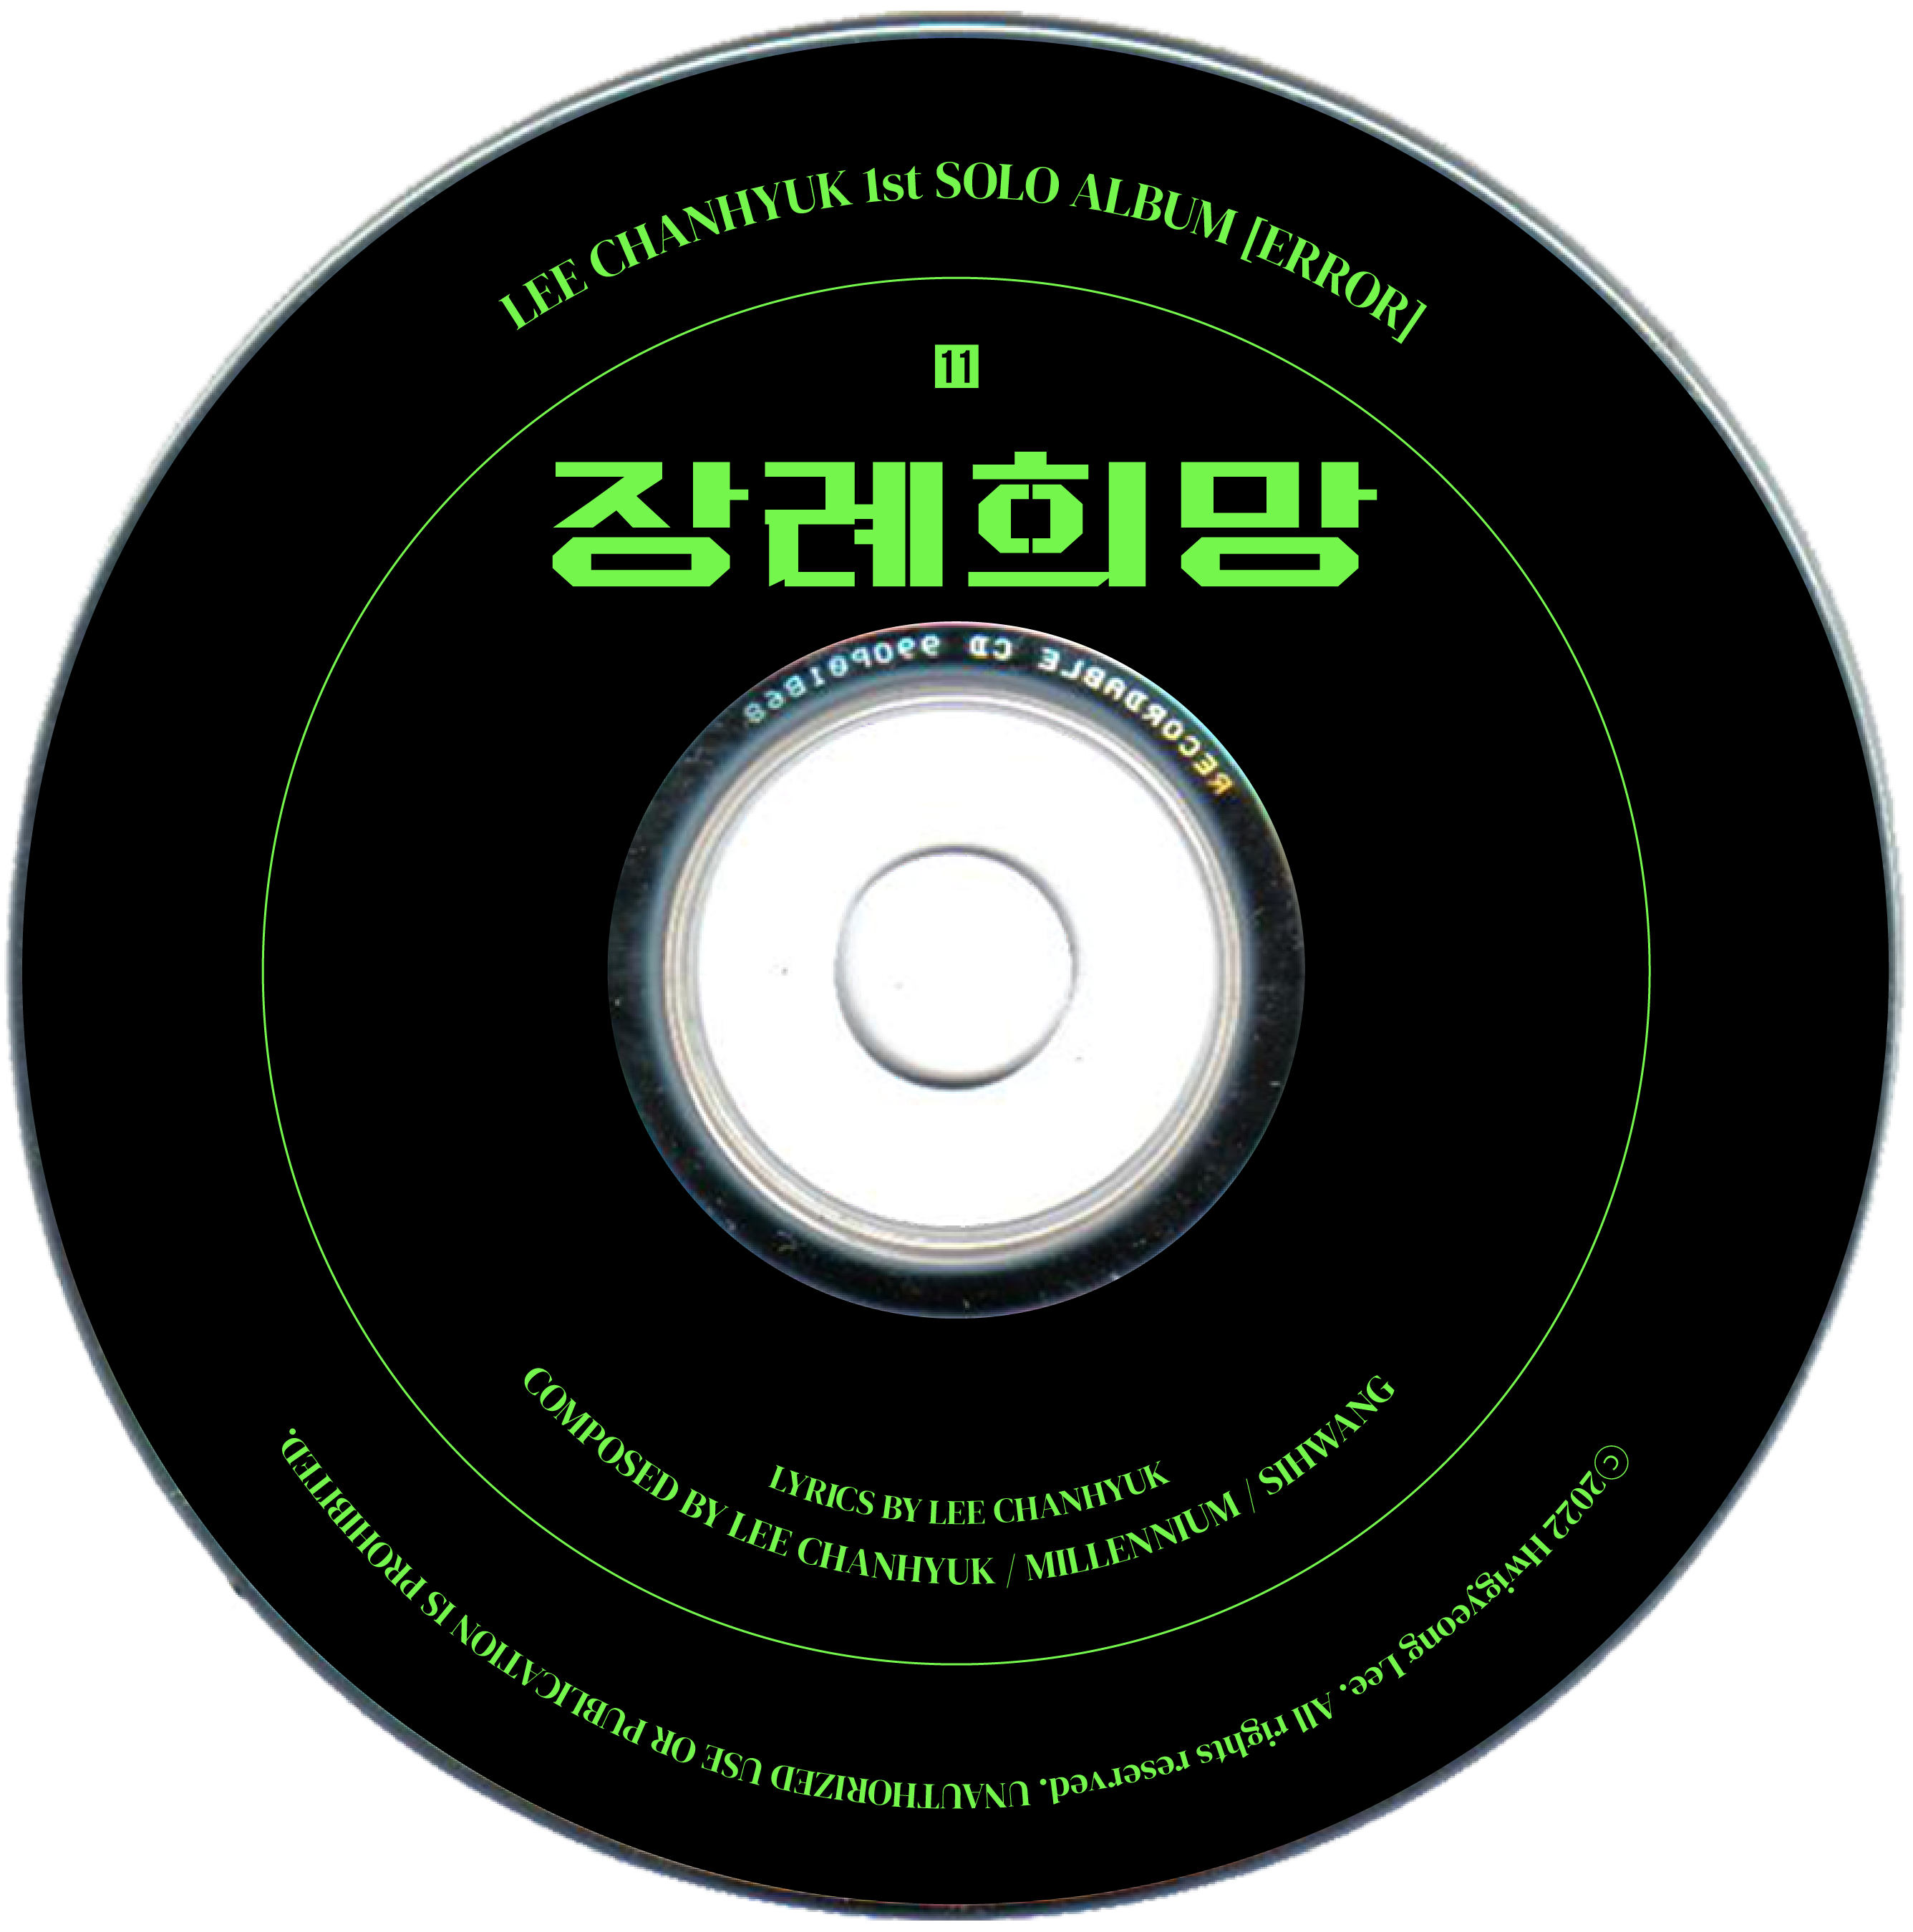 LEE CHANHYUK 1st SOLO ALBUM [ERROR]
11
장례희망
RECORDABLE CD
LYRICS BY LEE CHANHYUK
COMPOSED BY LEE CHANHYUK / MILLENNIUM / SIHWANG
©2022 Hwigyeong Lee. All rights reserved. UNAUTHORIZED USE OR PUBLICATION IS PROHIBITED.